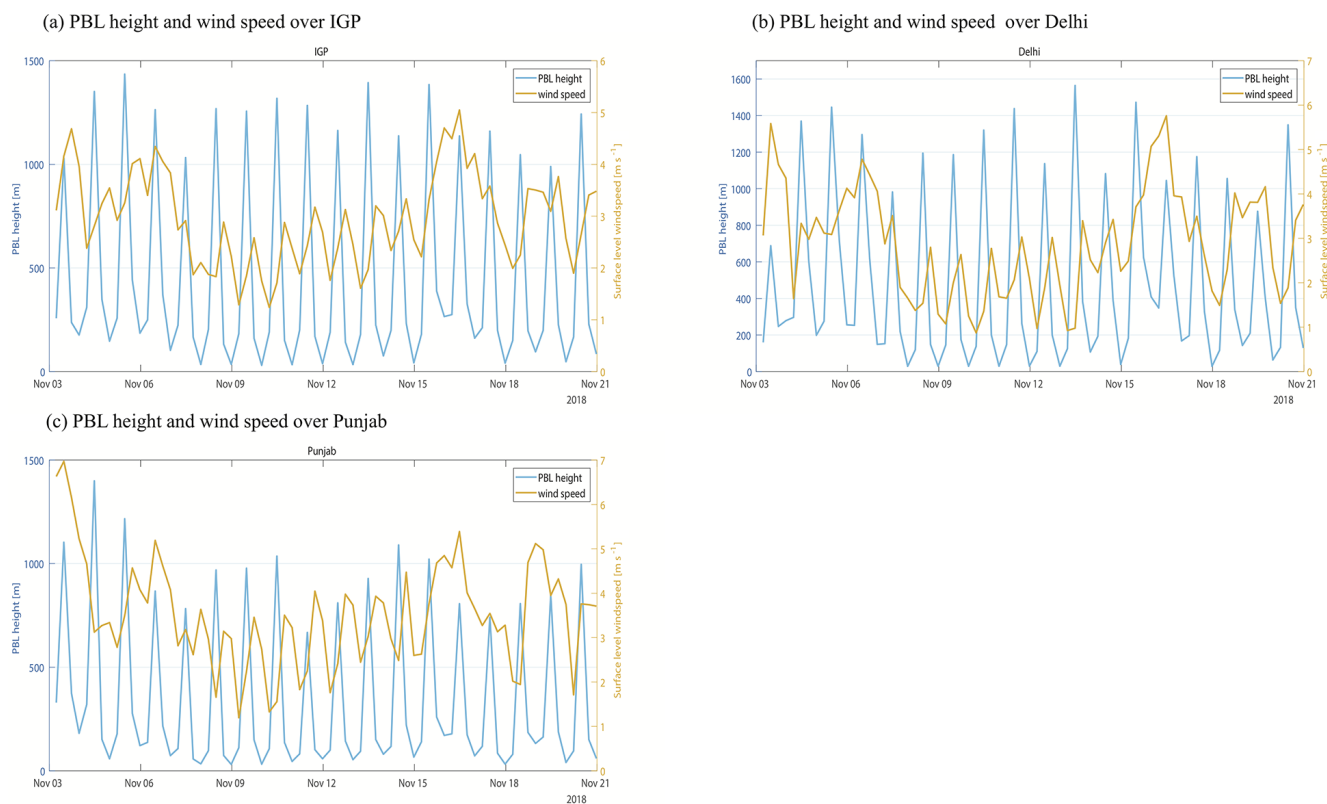 (a) PBL height and wind speed over IGP
IGP
PBL height
wind speed
1500
1000
500
0
PBL height [m]
6
5
4
3
2
1
0
Surface level windspeed [m s ⁻¹]
Nov 03 Nov 06 Nov 09 Nov 12 Nov 15 Nov 18 Nov 21
2018
(b) PBL height and wind speed over Delhi
Delhi
PBL height
wind speed
1600
1400
1200
1000
800
600
400
200
0
PBL height [m]
7
6
5
4
3
2
1
0
Surface level windspeed [m s ⁻¹]
Nov 03 Nov 06 Nov 09 Nov 12 Nov 15 Nov 18 Nov 21
2018
(c) PBL height and wind speed over Punjab
Punjab
PBL height
wind speed
1500
1000
500
0
PBL height [m]
7
6
5
4
3
2
1
0
Surface level windspeed [m s ⁻¹]
Nov 03 Nov 06 Nov 09 Nov 12 Nov 15 Nov 18 Nov 21
2018